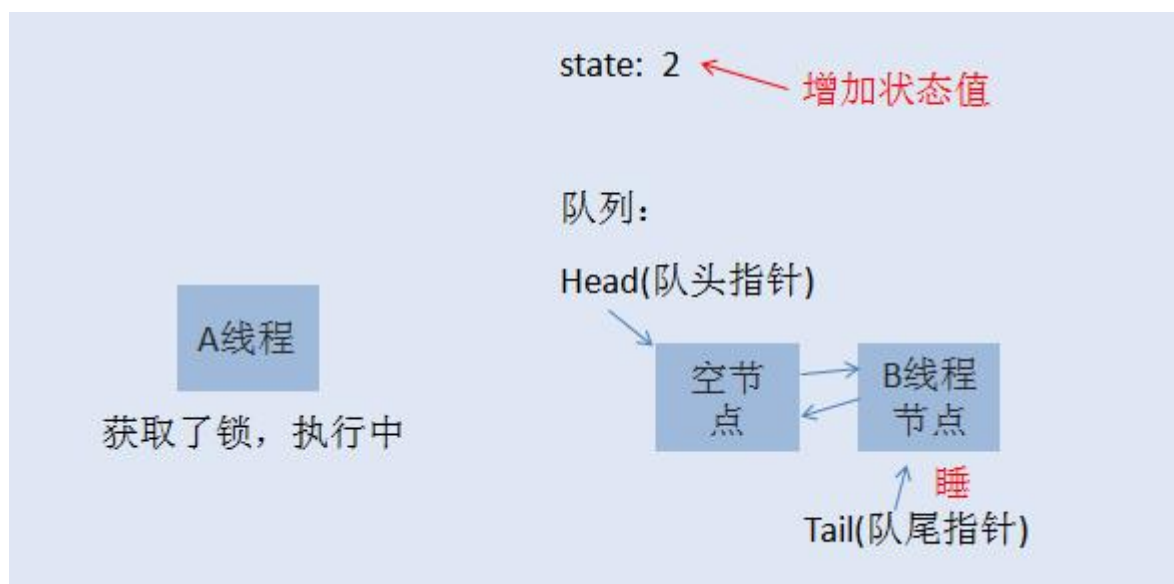 state: 2
增加状态值
队列：
Head(队头指针)
A线程
获取了锁，执行中
空节
点
B线程
节点
睡
Tail(队尾指针)